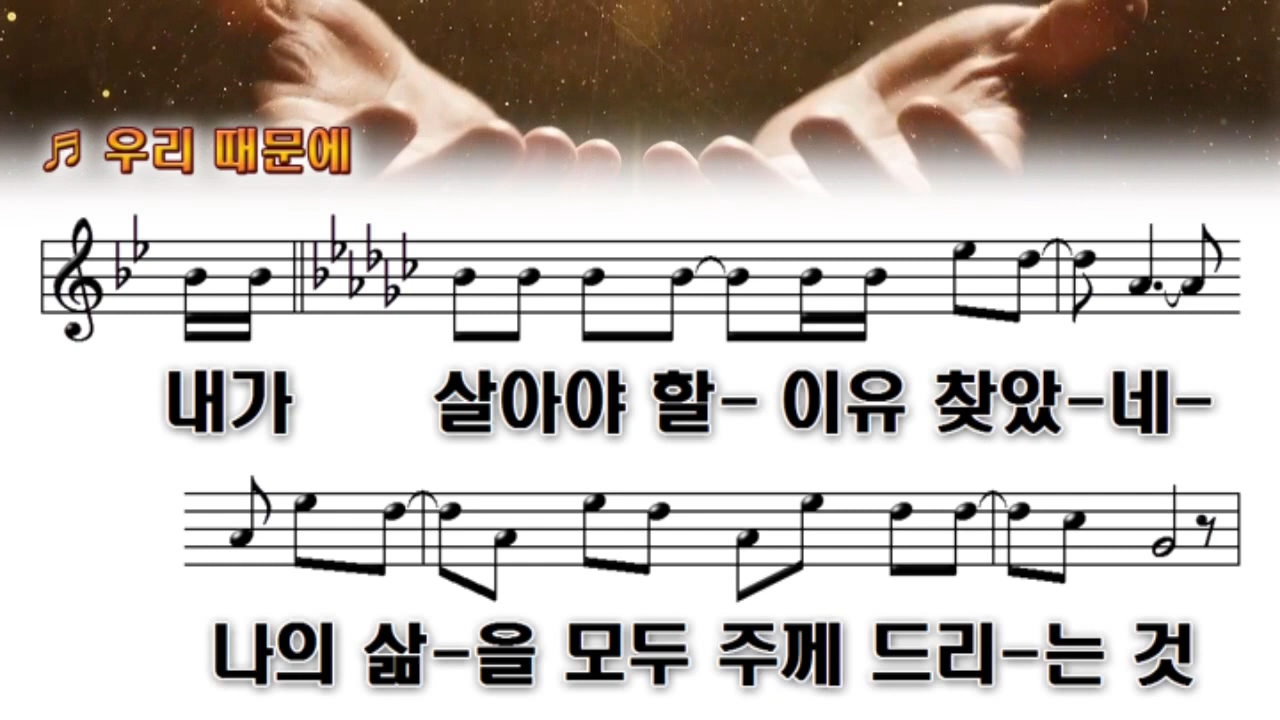 ♬ 우리 때문에
내가 살아야 할- 이유 찾았-네-
나의 삶-을 모두 주께 드리-는 것